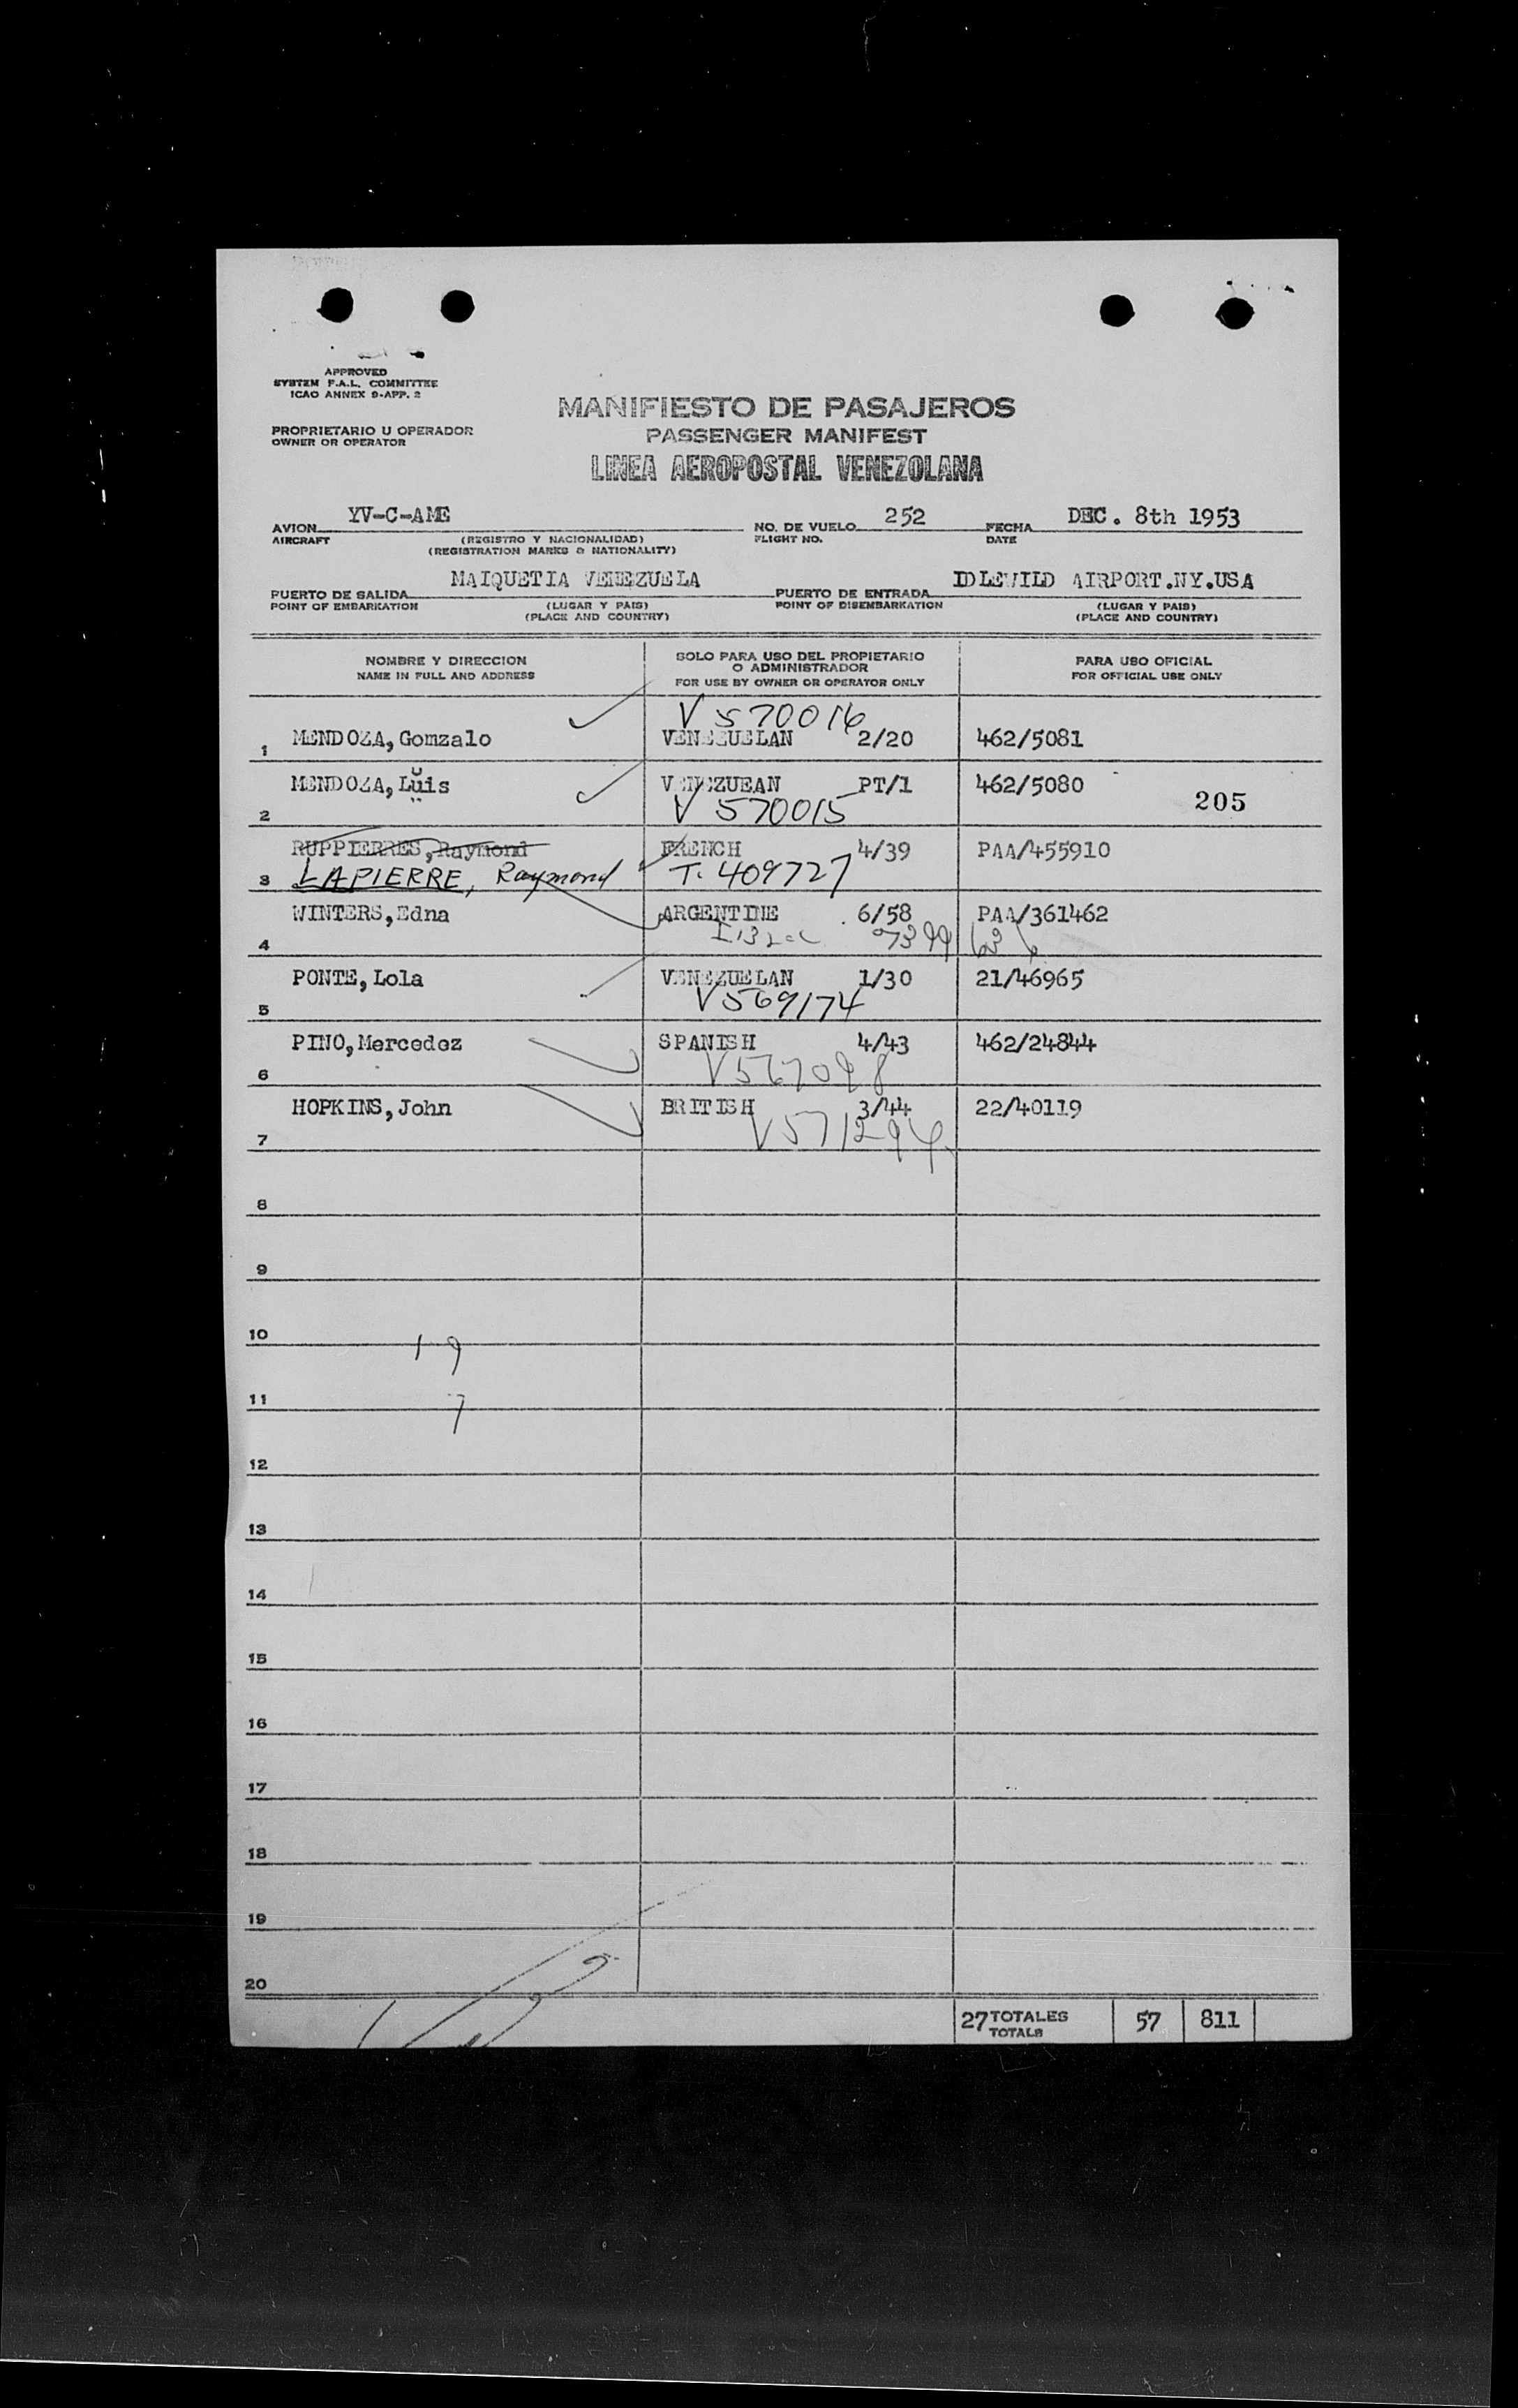 APPROVED
SYSTEM F.A.L. COMMITTEE
ICAO ANNEX 9-APP. 2
MANIFIESTO DE PASAJEROS
PROPRIETARIO U OPERADOR
OWNER OR OPERATOR
PASSENGER MANIFEST
LINEA AEROPOSTAL VENEZOLANA
AVION YV-C-AME NO. DE VUELO 252 FECHA DEC. 8th 1953
AIRCRAFT (REGISTRO Y NACIONALIDAD) FLIGHT NO. DATE
(REGISTRATION MARKS & NATIONALITY)
PUERTO DE SALIDA MAIQUETIA VENEZUELA PUERTO DE ENTRADA IDLEWILD AIRPORT.NY.USA
POINT OF EMBARKATION (LUGAR Y PAIS) POINT OF DISEMBARKATION (LUGAR Y PAIS)
(PLACE AND COUNTRY) (PLACE AND COUNTRY)
NOMBRE Y DIRECCION SOLO PARA USO DEL PROPIETARIO O ADMINISTRADOR PARA USO OFICIAL
NAME IN FULL AND ADDRESS FOR USE BY OWNER OR OPERATOR ONLY FOR OFFICIAL USE ONLY
V 570016
1 MENDOZA, Gomzalo VENEZUELAN 2/20 462/5081
MENDOZA, Luis VENEZUEAN PT/1 462/5080
2 V 570015 205
RUPPIERRES, Raymond FRENCH 4/39 PAA/455910
3 LAPIERRE, Raymond T. 409727
WINTERS, Edna ARGENTINE 6/58 PAA/361462
4
PONTE, Lola VENEZUELAN 1/30 21/46965
5 V569174
PINO, Mercedez SPANISH 4/43 462/24844
6 V567098
HOPKINS, John BRITISH 3/44 22/40119
7 V571294
8
9
10
1 9
11
7
12
13
14
15
16
17
18
19
20
27 TOTALES 57 811
TOTALS